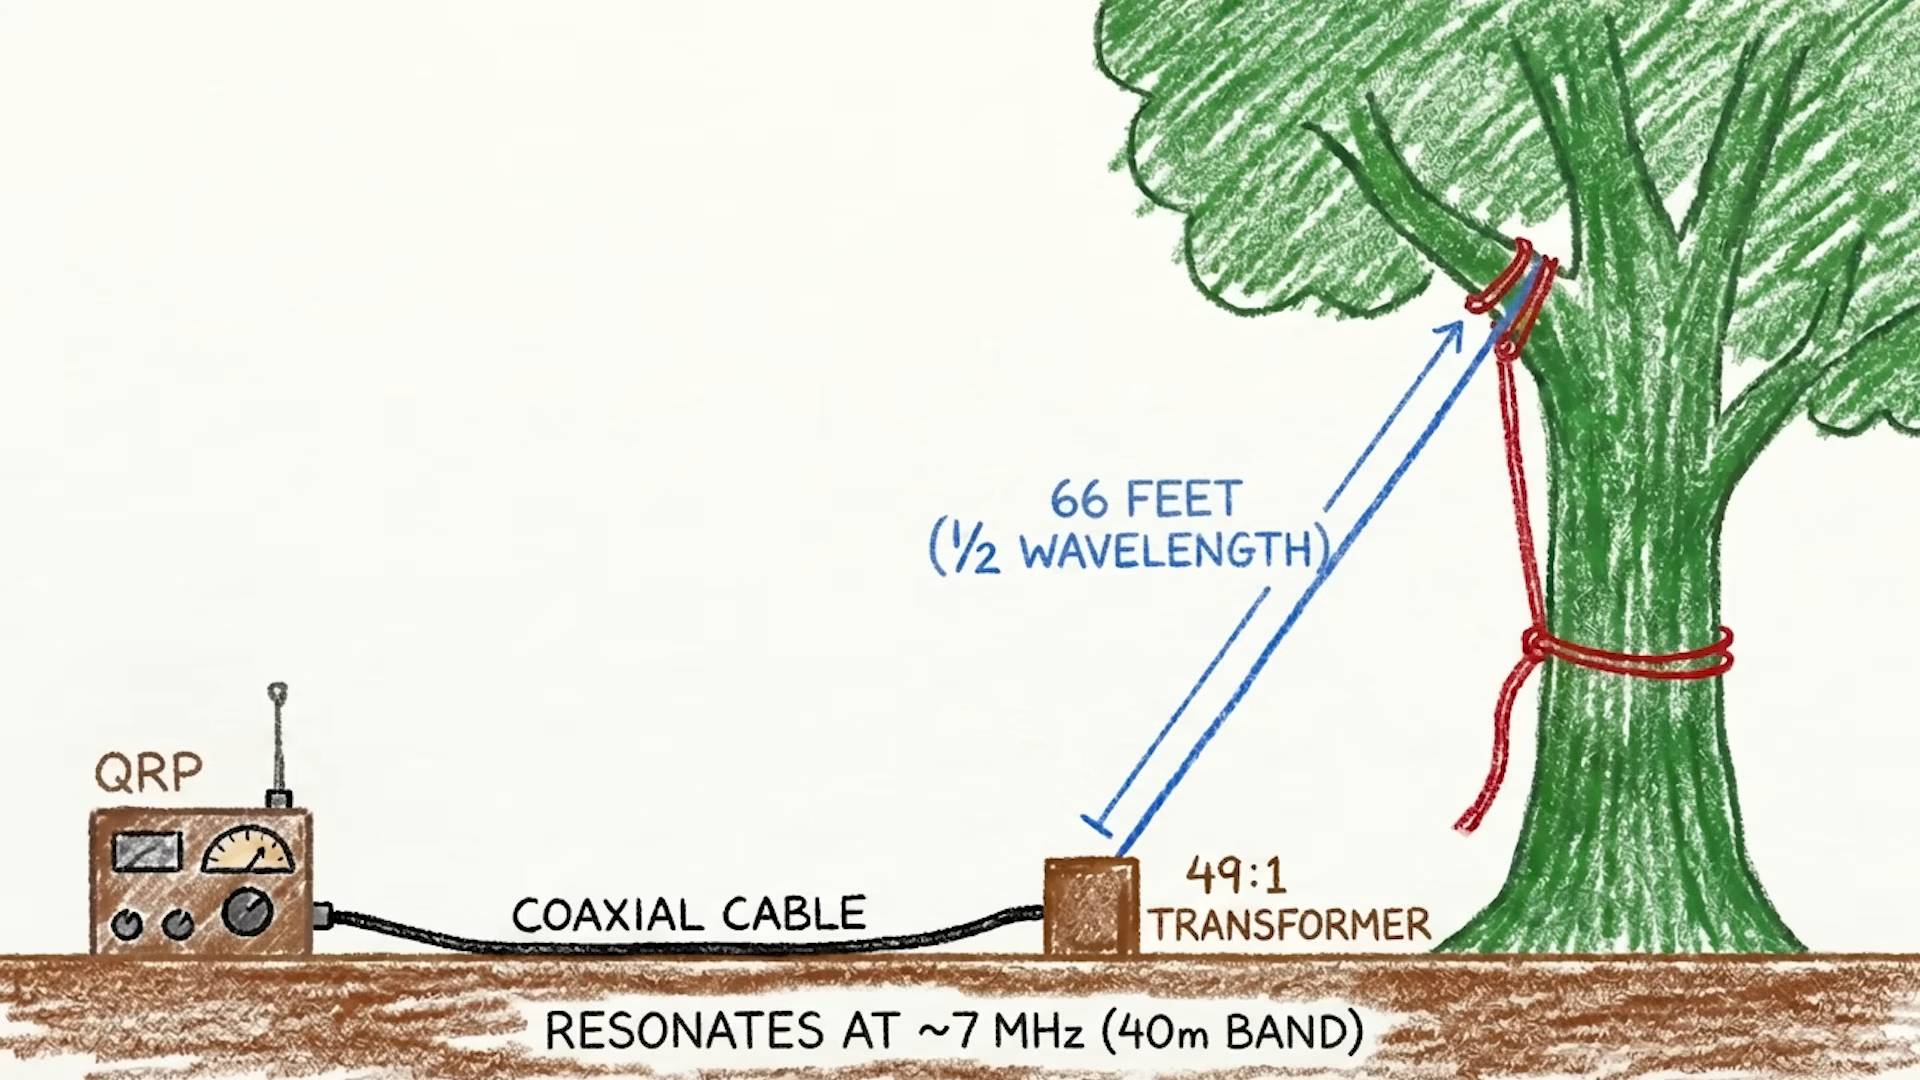 66 FEET
(½ WAVELENGTH)
QRP
COAXIAL CABLE
49:1
TRANSFORMER
RESONATES AT ~7 MHz (40m BAND)